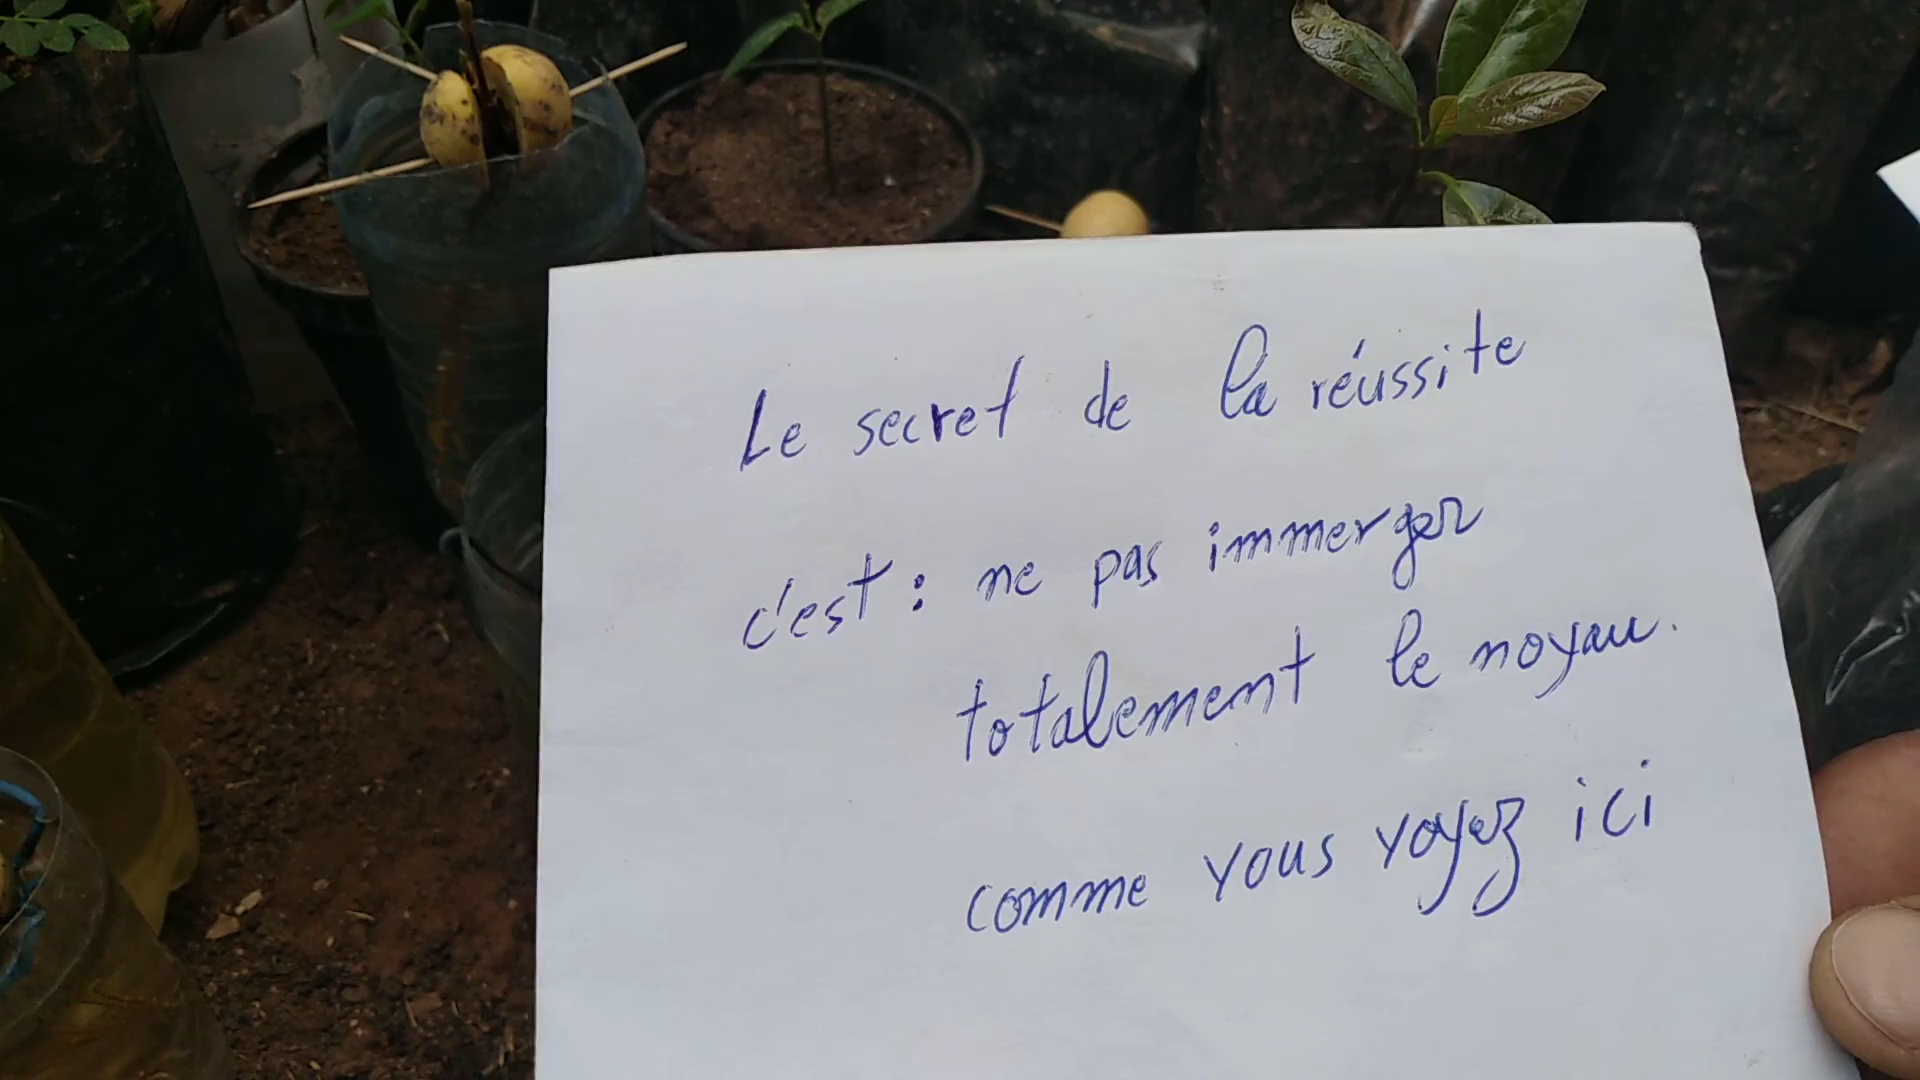 Le secret de la réussite
c'est : ne pas immerger
totalement le noyau.
comme vous voyez ici